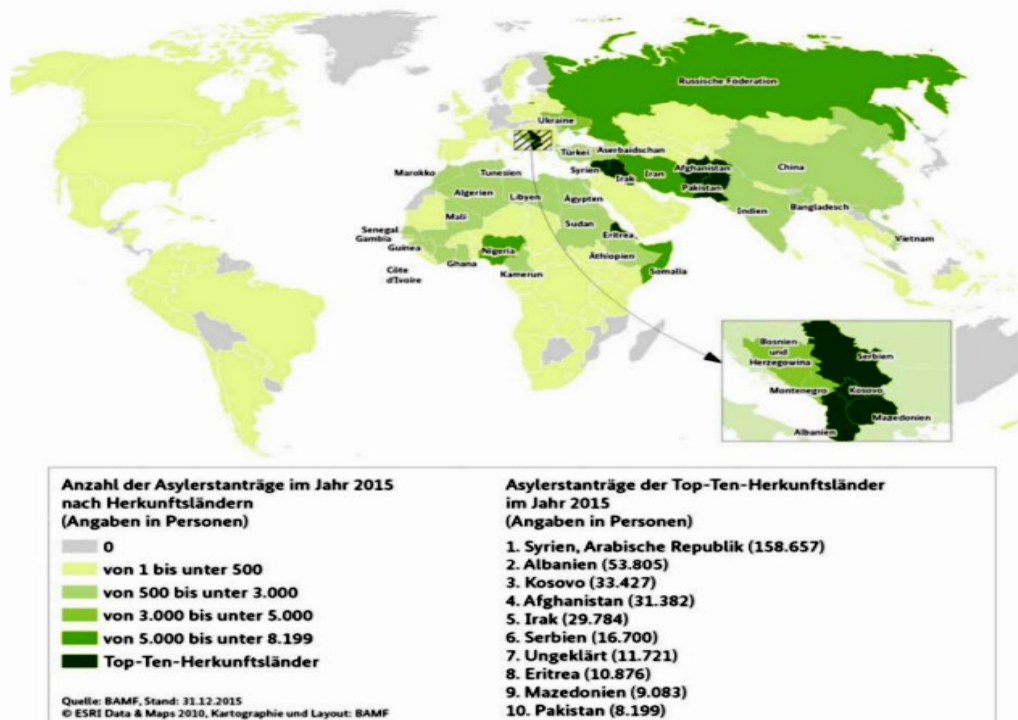 Russische Föderation
Ukraine
Türkei
Aserbaidschan
Syrien
Irak
Iran
Afghanistan
Pakistan
China
Marokko
Tunesien
Algerien
Libyen
Ägypten
Indien
Bangladesch
Mali
Sudan
Eritrea
Vietnam
Senegal
Gambia
Guinea
Nigeria
Äthiopien
Ghana
Kamerun
Somalia
Côte
d'Ivoire
Bosnien
und
Herzegowina
Serbien
Montenegro
Kosovo
Mazedonien
Albanien
Anzahl der Asylerstanträge im Jahr 2015
nach Herkunftsländern
(Angaben in Personen)
0
von 1 bis unter 500
von 500 bis unter 3.000
von 3.000 bis unter 5.000
von 5.000 bis unter 8.199
Top-Ten-Herkunftsländer
Quelle: BAMF, Stand: 31.12.2015
© ESRI Data & Maps 2010, Kartographie und Layout: BAMF
Asylerstanträge der Top-Ten-Herkunftsländer
im Jahr 2015
(Angaben in Personen)
1. Syrien, Arabische Republik (158.657)
2. Albanien (53.805)
3. Kosovo (33.427)
4. Afghanistan (31.382)
5. Irak (29.784)
6. Serbien (16.700)
7. Ungeklärt (11.721)
8. Eritrea (10.876)
9. Mazedonien (9.083)
10. Pakistan (8.199)